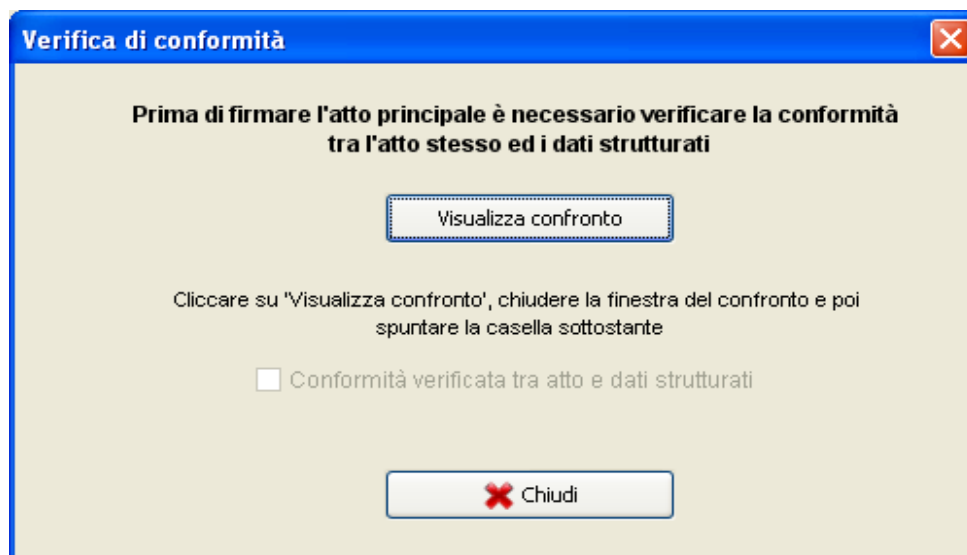 Verifica di conformità
Prima di firmare l'atto principale è necessario verificare la conformità
tra l'atto stesso ed i dati strutturati
Visualizza confronto
Cliccare su 'Visualizza confronto', chiudere la finestra del confronto e poi
spuntare la casella sottostante
Conformità verificata tra atto e dati strutturati
Chiudi